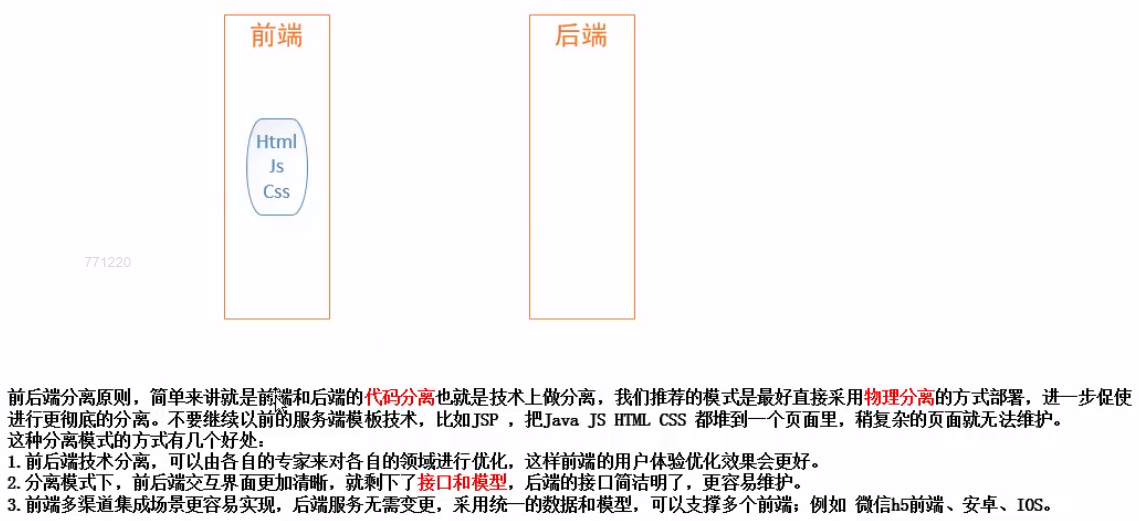 前端
后端
Html
Js
Css
771220
前后端分离原则，简单来讲就是前端和后端的代码分离也就是技术上做分离，我们推荐的模式是最好直接采用物理分离的方式部署，进一步促使
进行更彻底的分离。不要继续以前的服务端模板技术，比如JSP ，把Java JS HTML CSS 都堆到一个页面里，稍复杂的页面就无法维护。
这种分离模式的方式有几个好处：
1.前后端技术分离，可以由各自的专家来对各自的领域进行优化，这样前端的用户体验优化效果会更好。
2.分离模式下，前后端交互界面更加清晰，就剩下了接口和模型，后端的接口简洁明了，更容易维护。
3.前端多渠道集成场景更容易实现，后端服务无需变更，采用统一的数据和模型，可以支撑多个前端；例如 微信h5前端、安卓、IOS。